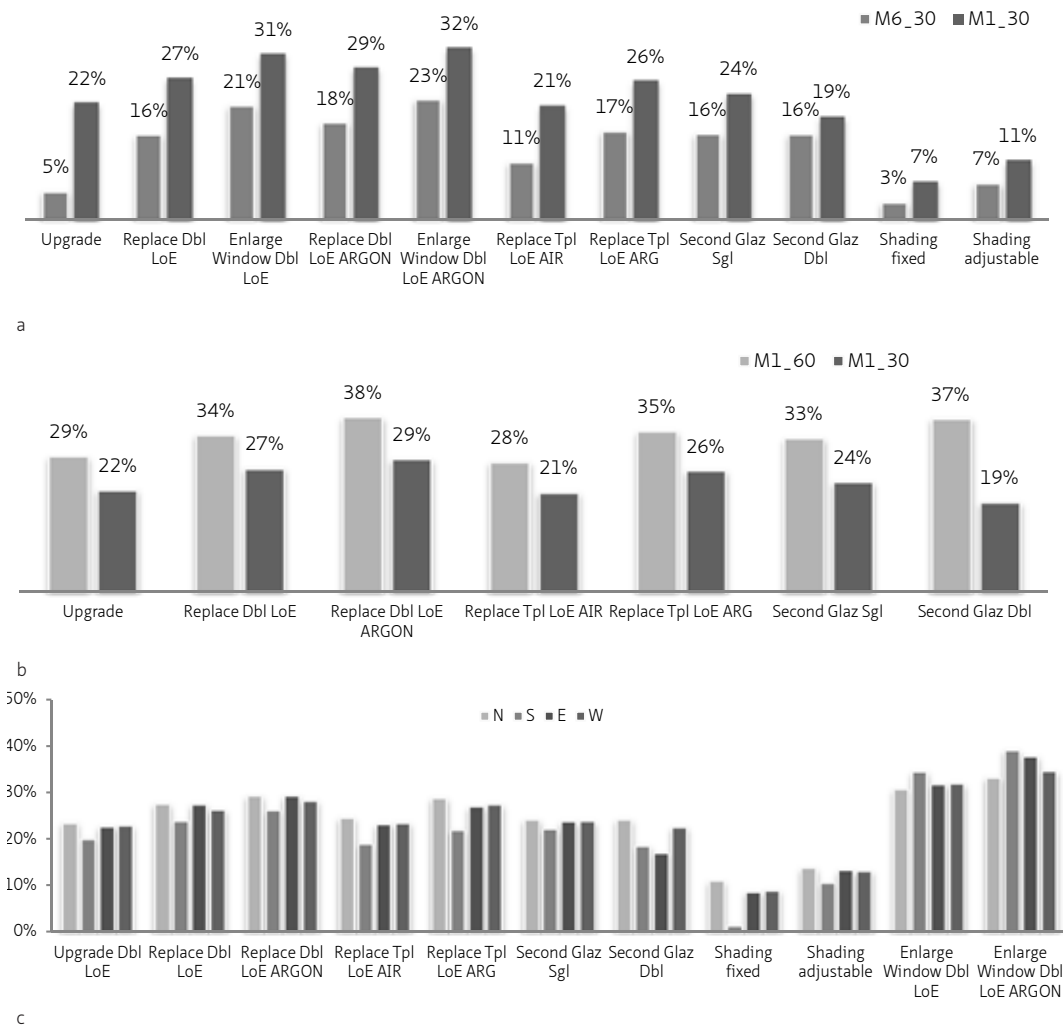 M6_30 M1_30
5% 22% 16% 27% 21% 31% 18% 29% 23% 32% 11% 21% 17% 26% 16% 24% 16% 19% 3% 7% 7% 11%
Upgrade Replace Dbl Enlarge Replace Dbl Enlarge Replace Tpl Replace Tpl Second Glaz Second Glaz Shading Shading
LoE Window Dbl LoE ARGON Window Dbl LoE AIR LoE ARG Sgl Dbl fixed adjustable
LoE LoE ARGON
a
M1_60 M1_30
29% 22% 34% 27% 38% 29% 28% 21% 35% 26% 33% 24% 37% 19%
Upgrade Replace Dbl LoE Replace Dbl LoE Replace Tpl LoE AIR Replace Tpl LoE ARG Second Glaz Sgl Second Glaz Dbl
ARGON
b
50%
N S E W
40%
30%
20%
10%
0%
Upgrade Dbl Replace Dbl Replace Dbl Replace Tpl Replace Tpl Second Glaz Second Glaz Shading Shading Enlarge Enlarge
LoE LoE LoE ARGON LoE AIR LoE ARG Sgl Dbl fixed adjustable Window Dbl Window Dbl
LoE LoE ARGON
c